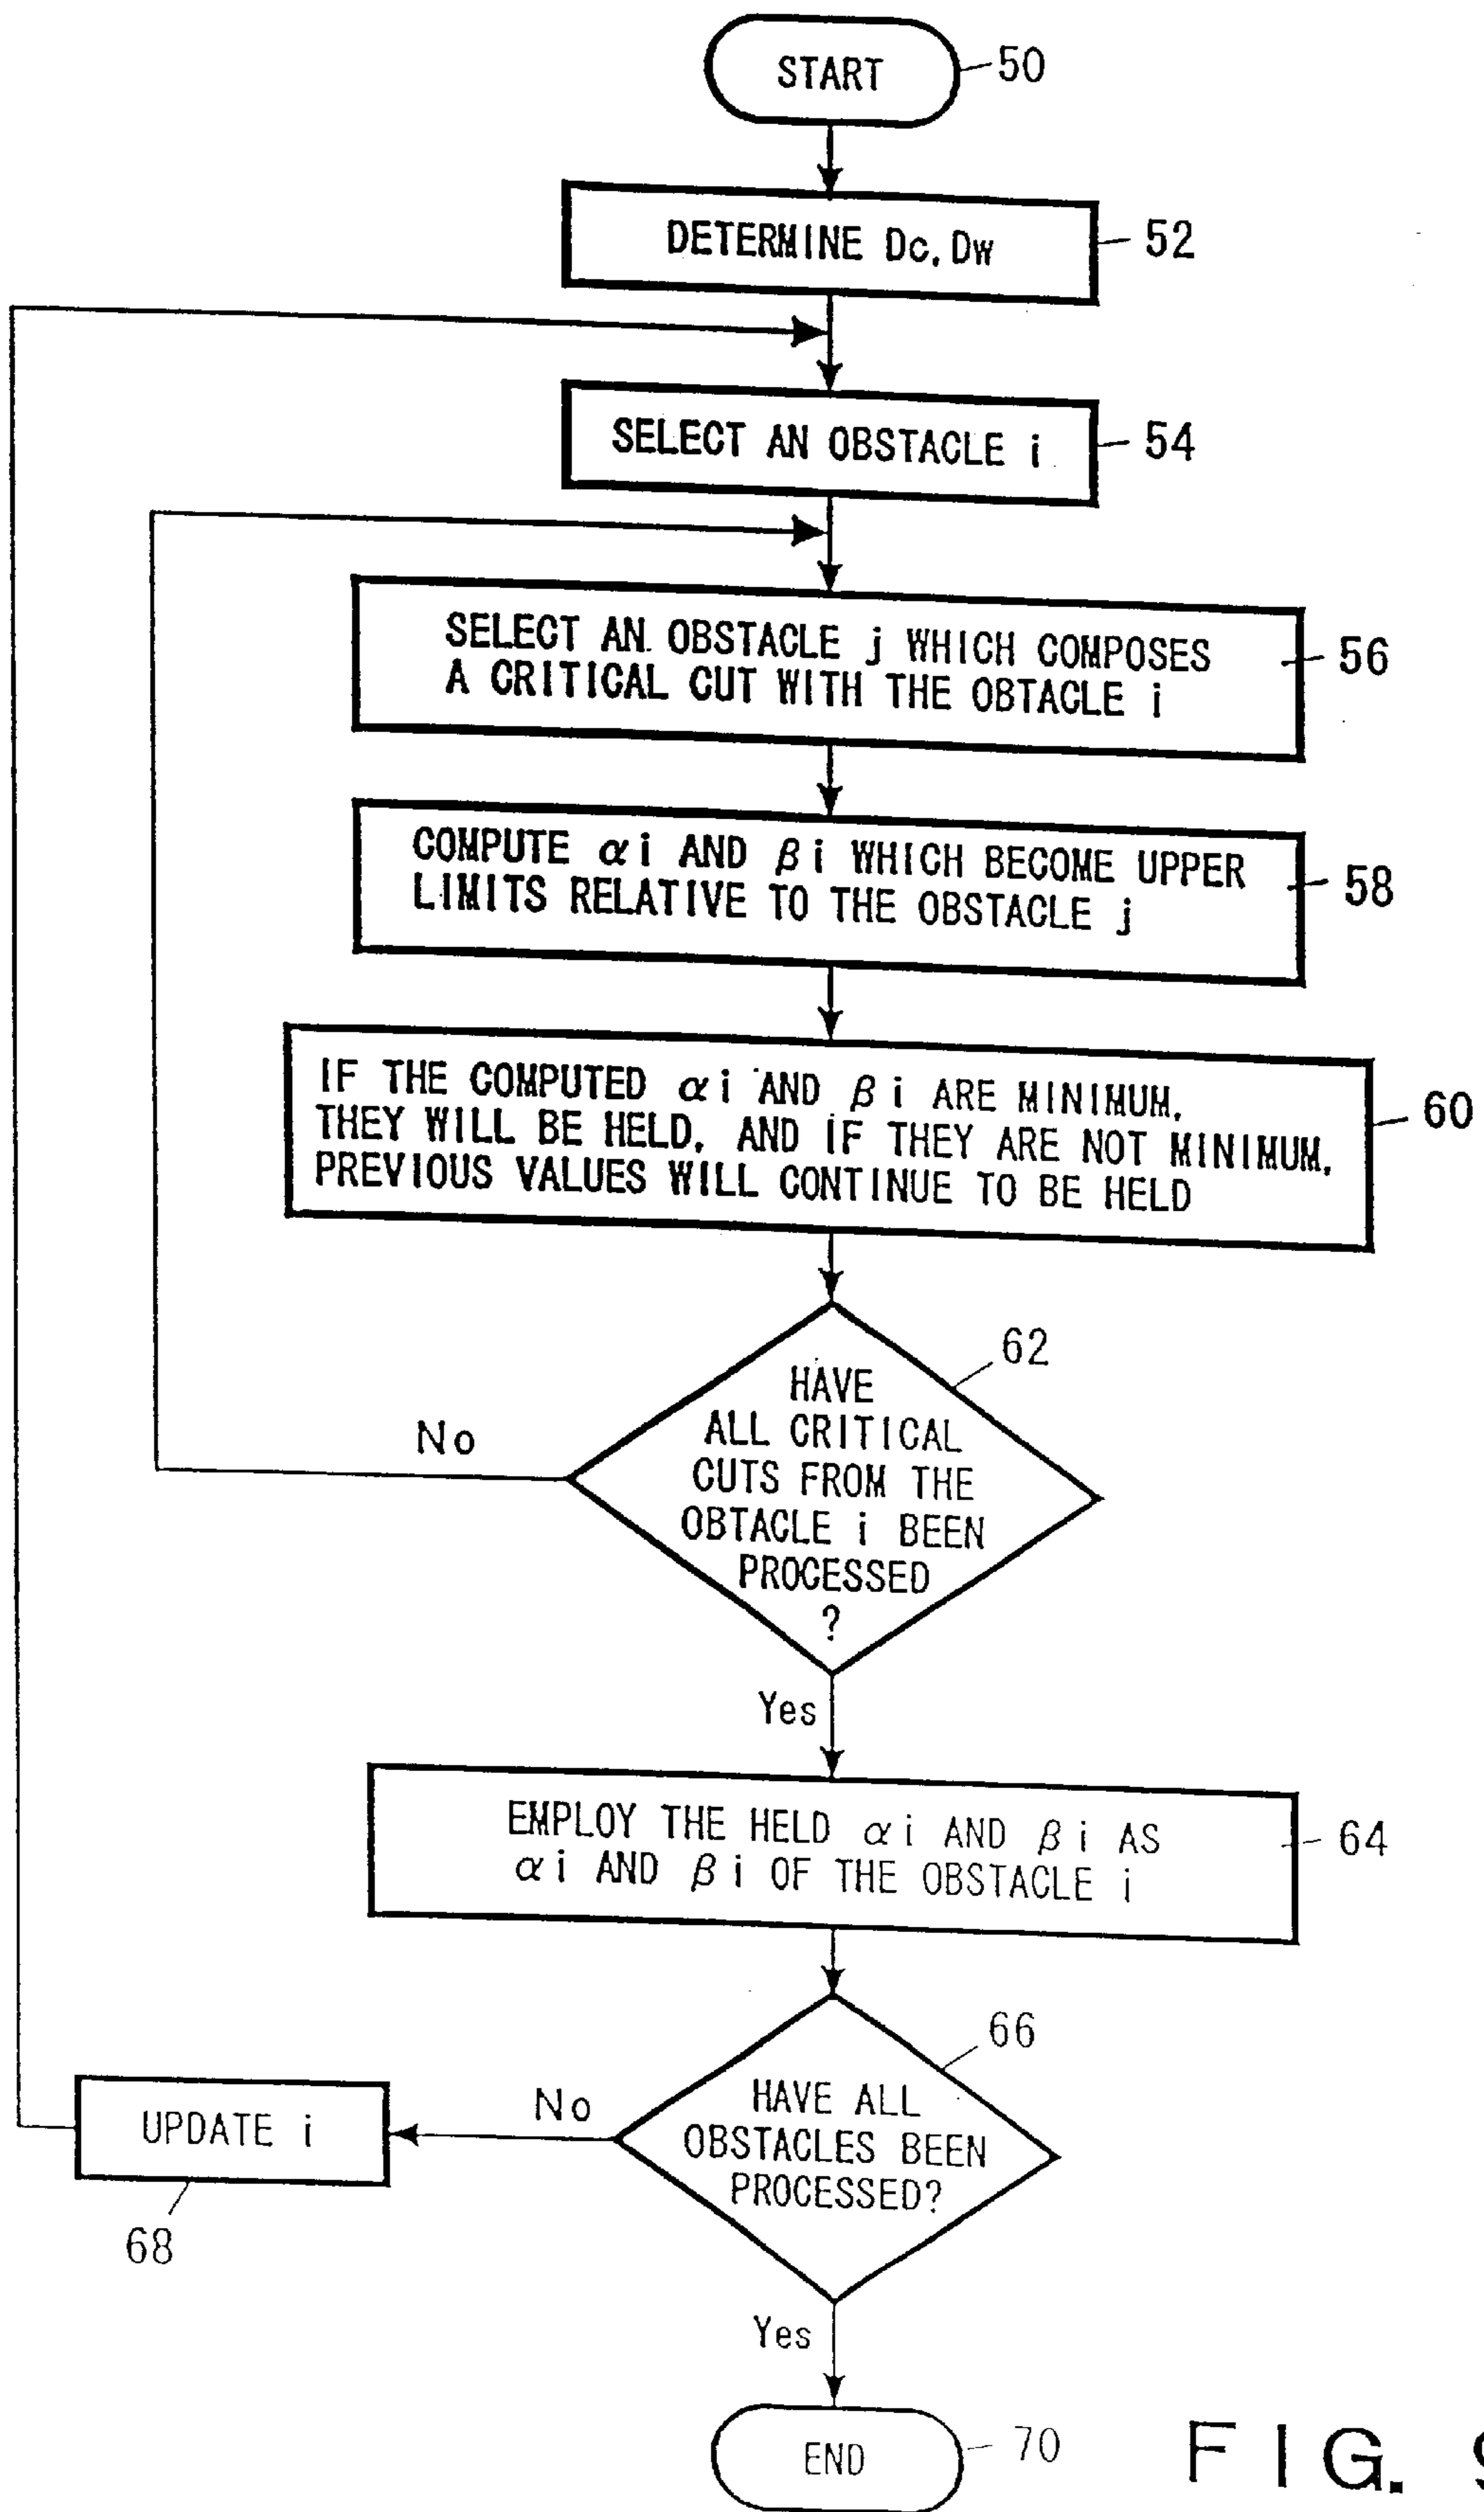 START
50
DETERMINE Dc, Dw
52
SELECT AN OBSTACLE i
54
SELECT AN OBSTACLE j WHICH COMPOSES
A CRITICAL CUT WITH THE OBTACLE i
56
COMPUTE αi AND βi WHICH BECOME UPPER
LIMITS RELATIVE TO THE OBSTACLE j
58
IF THE COMPUTED αi AND βi ARE MINIMUM,
THEY WILL BE HELD, AND IF THEY ARE NOT MINIMUM,
PREVIOUS VALUES WILL CONTINUE TO BE HELD
60
62
HAVE
ALL CRITICAL
CUTS FROM THE
OBTACLE i BEEN
PROCESSED
?
No
Yes
EMPLOY THE HELD αi AND βi AS
αi AND βi OF THE OBSTACLE i
64
66
HAVE ALL
OBSTACLES BEEN
PROCESSED?
No
UPDATE i
68
Yes
END
70
FIG. 9